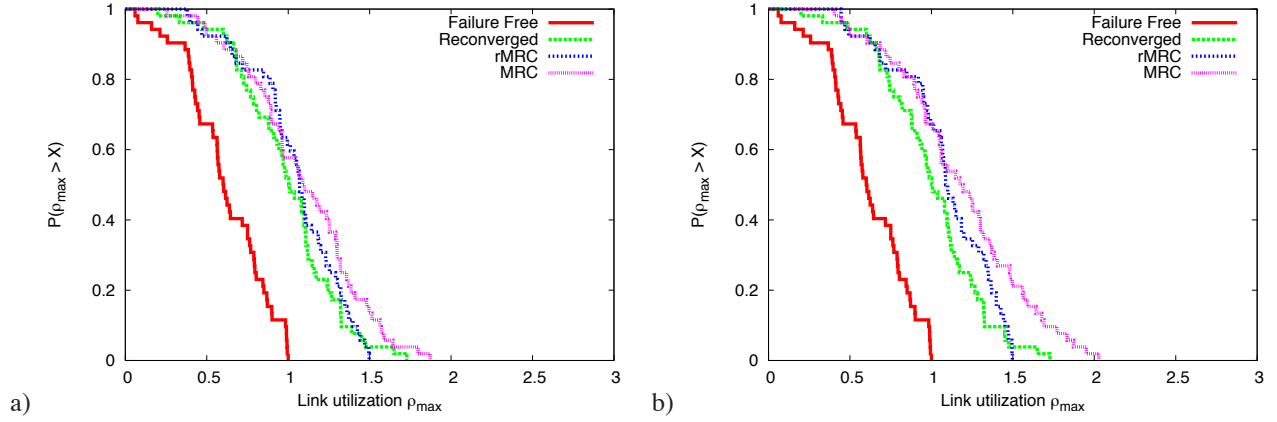 Failure Free
Reconverged
rMRC
MRC
1
0.8
0.6
0.4
0.2
0
P(ρmax > X)
0
0.5
1
1.5
2
2.5
3
Link utilization ρmax
a)
Failure Free
Reconverged
rMRC
MRC
1
0.8
0.6
0.4
0.2
0
P(ρmax > X)
0
0.5
1
1.5
2
2.5
3
Link utilization ρmax
b)